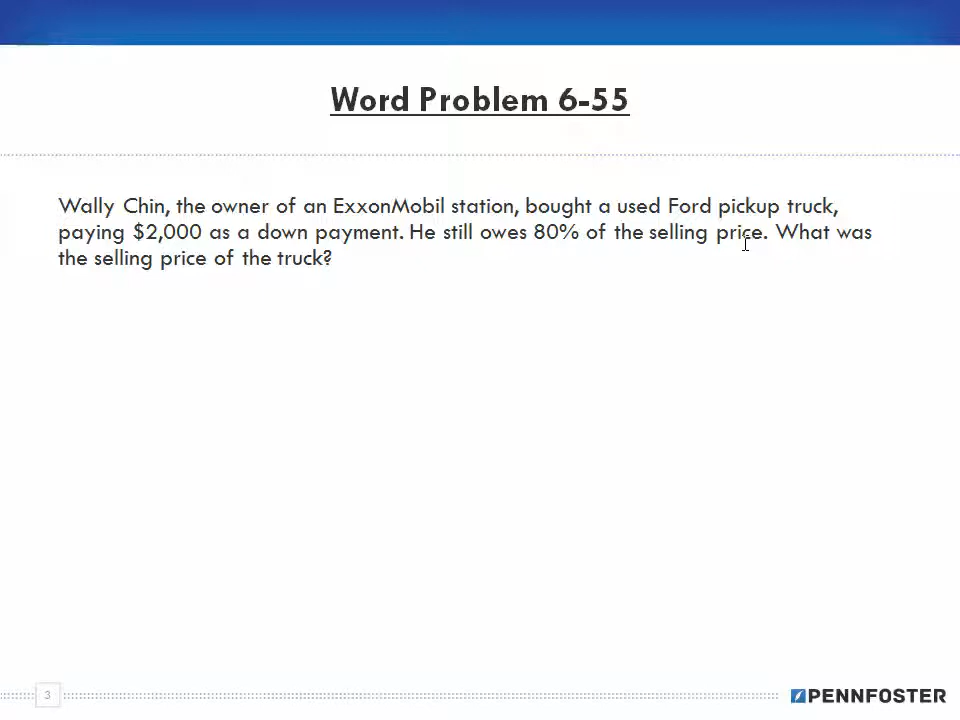 Word Problem 6-55
Wally Chin, the owner of an ExxonMobil station, bought a used Ford pickup truck,
paying $2,000 as a down payment. He still owes 80% of the selling price. What was
the selling price of the truck?
3
PENNFOSTER